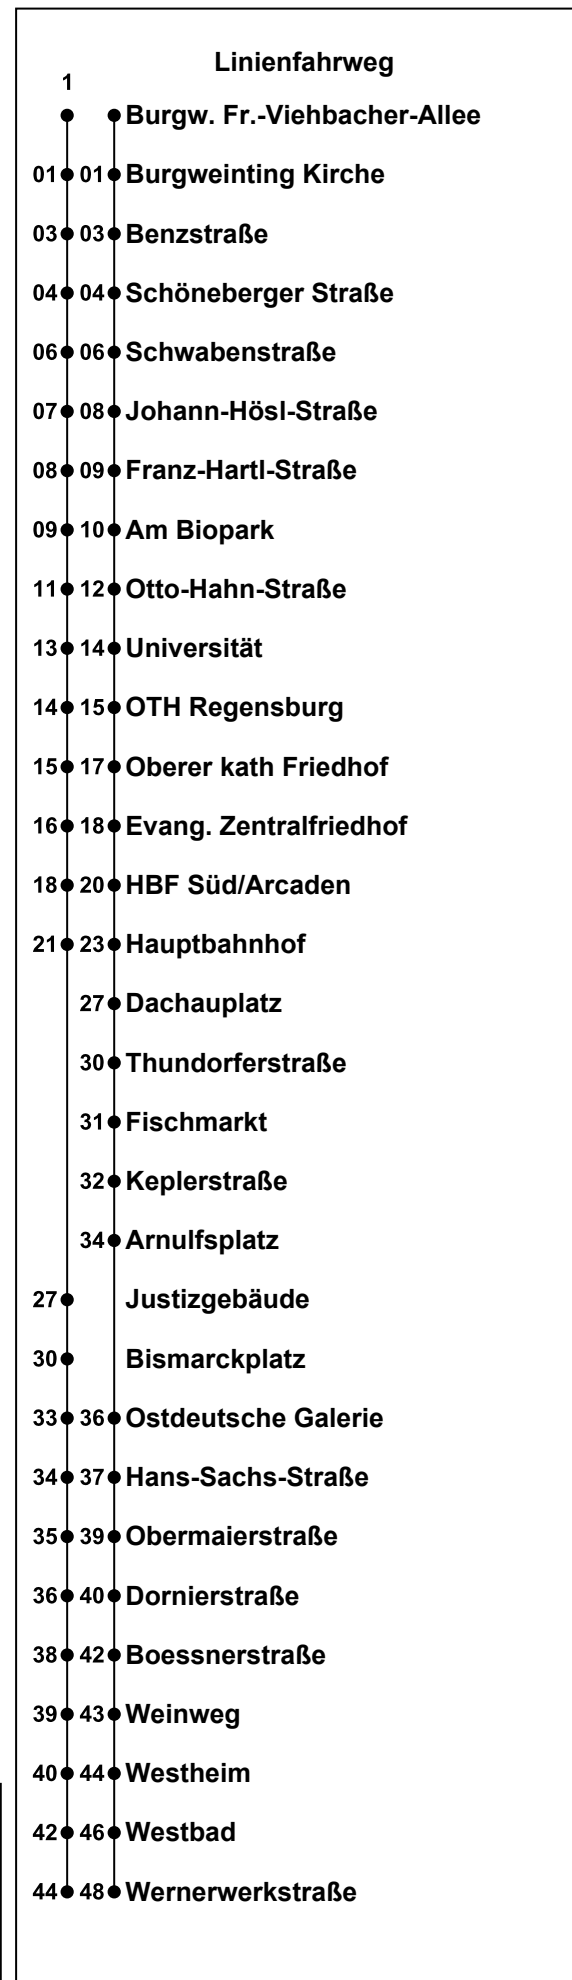 Linienfahrweg
1
Burgw. Fr.-Viehbacher-Allee
01 01 Burgweinting Kirche
03 03 Benzstraße
04 04 Schöneberger Straße
06 06 Schwabenstraße
07 08 Johann-Hösl-Straße
08 09 Franz-Hartl-Straße
09 10 Am Biopark
11 12 Otto-Hahn-Straße
13 14 Universität
14 15 OTH Regensburg
15 17 Oberer kath Friedhof
16 18 Evang. Zentralfriedhof
18 20 HBF Süd/Arcaden
21 23 Hauptbahnhof
27 Dachauplatz
30 Thundorferstraße
31 Fischmarkt
32 Keplerstraße
34 Arnulfsplatz
27 Justizgebäude
30 Bismarckplatz
33 36 Ostdeutsche Galerie
34 37 Hans-Sachs-Straße
35 39 Obermaierstraße
36 40 Dornierstraße
38 42 Boessnerstraße
39 43 Weinweg
40 44 Westheim
42 46 Westbad
44 48 Wernerwerkstraße